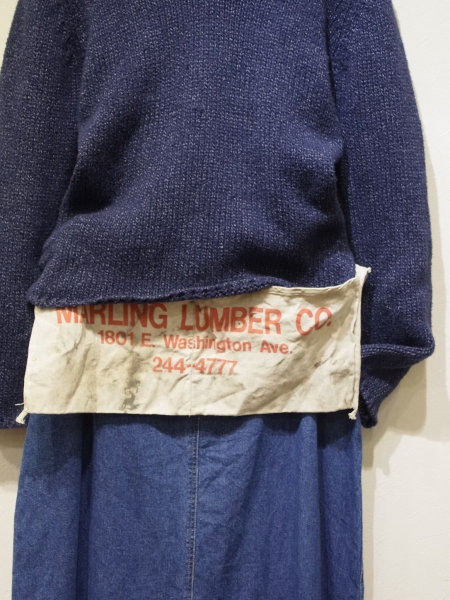 MARLING LUMBER CO.
1801 E. Washington Ave.
244-4777